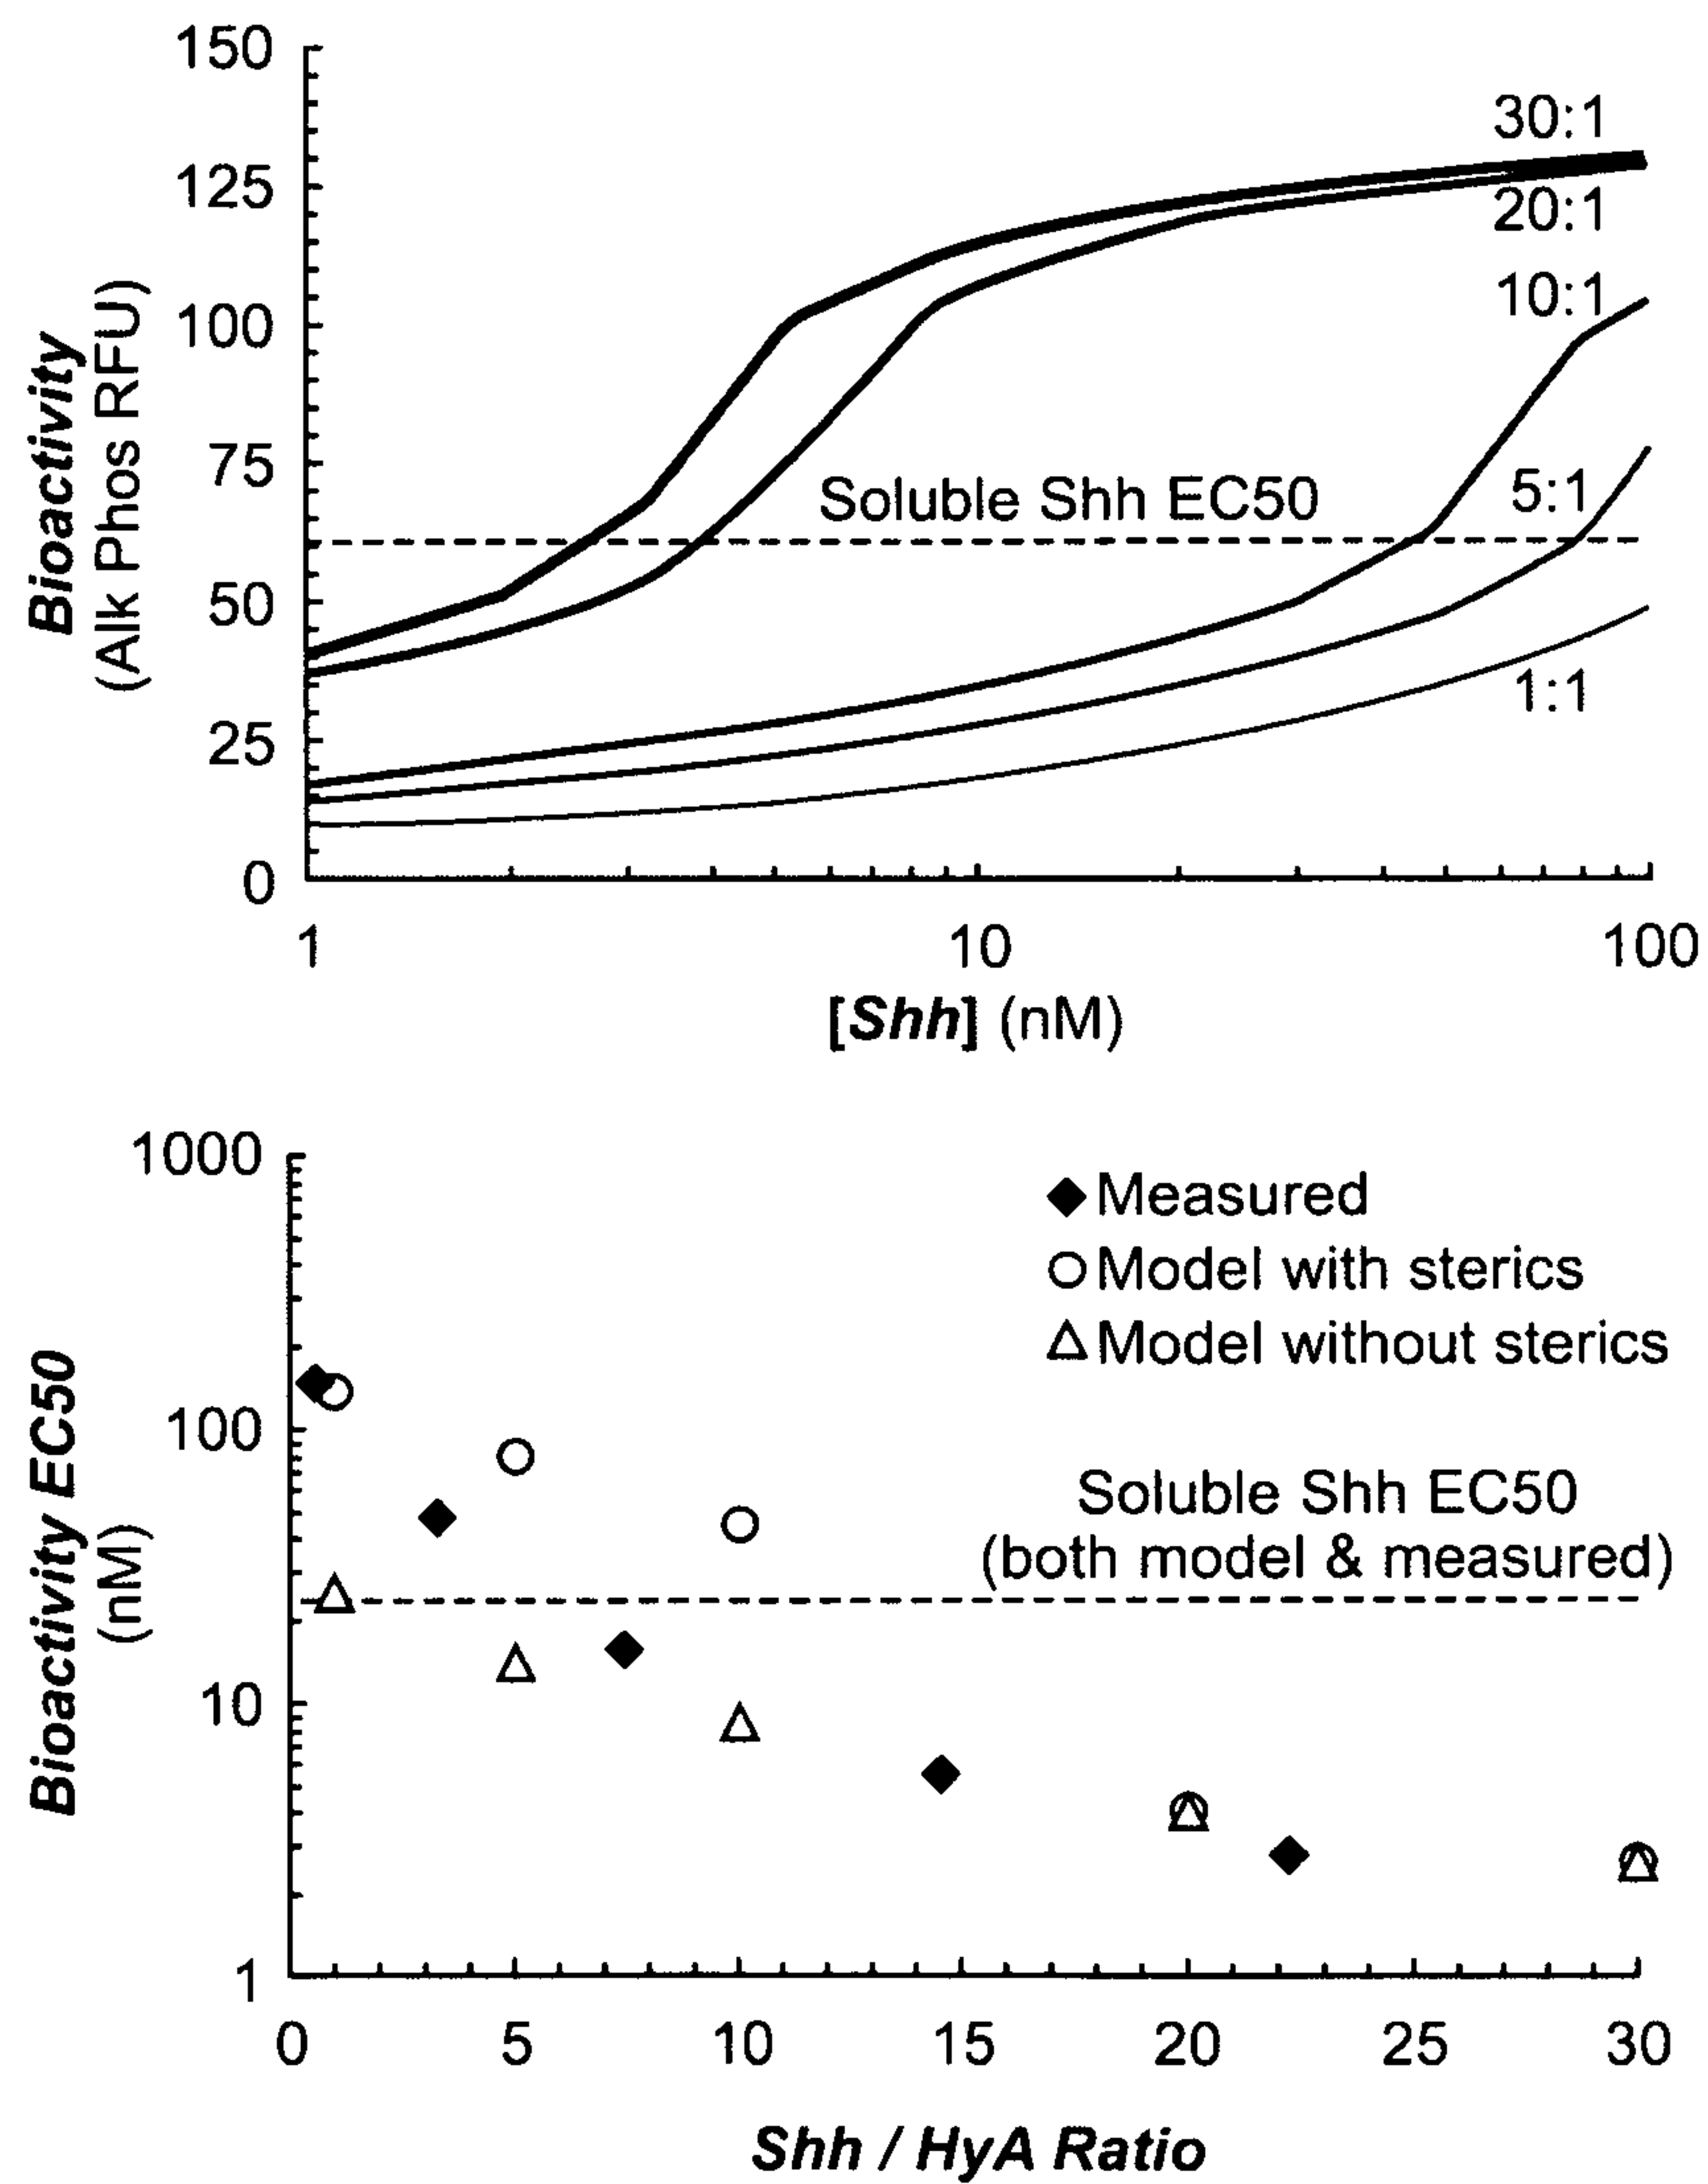 150
125
100
75
50
25
0
Bioactivity
(Alk Phos RFU)
30:1
20:1
10:1
5:1
1:1
Soluble Shh EC50
1
10
100
[Shh] (nM)
1000
100
10
1
Bioactivity EC50
(nM)
Measured
Model with sterics
Model without sterics
Soluble Shh EC50
(both model & measured)
0
5
10
15
20
25
30
Shh / HyA Ratio